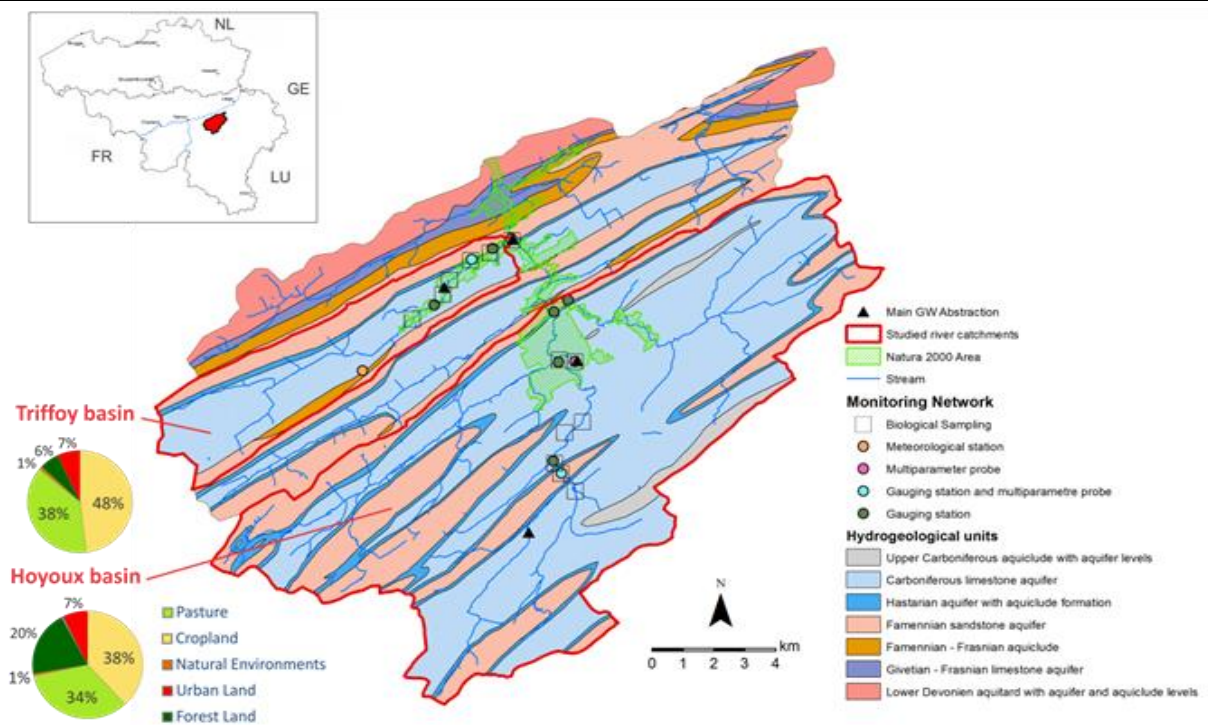 NL
GE
FR
LU
Main GW Abstraction
Studied river catchments
Natura 2000 Area
Stream
Monitoring Network
Biological Sampling
Meteorological station
Multiparameter probe
Gauging station and multiparametre probe
Gauging station
Hydrogeological units
Upper Carboniferous aquiclude with aquifer levels
Carboniferous limestone aquifer
Hastarian aquifer with aquiclude formation
Famennian sandstone aquifer
Famennian - Frasnian aquiclude
Givetian - Frasnian limestone aquifer
Lower Devonien aquitard with aquifer and aquiclude levels
N
km
0 1 2 3 4
Triffoy basin
6% 7%
1%
48%
38%
Hoyoux basin
7%
20%
38%
1%
34%
Pasture
Cropland
Natural Environments
Urban Land
Forest Land